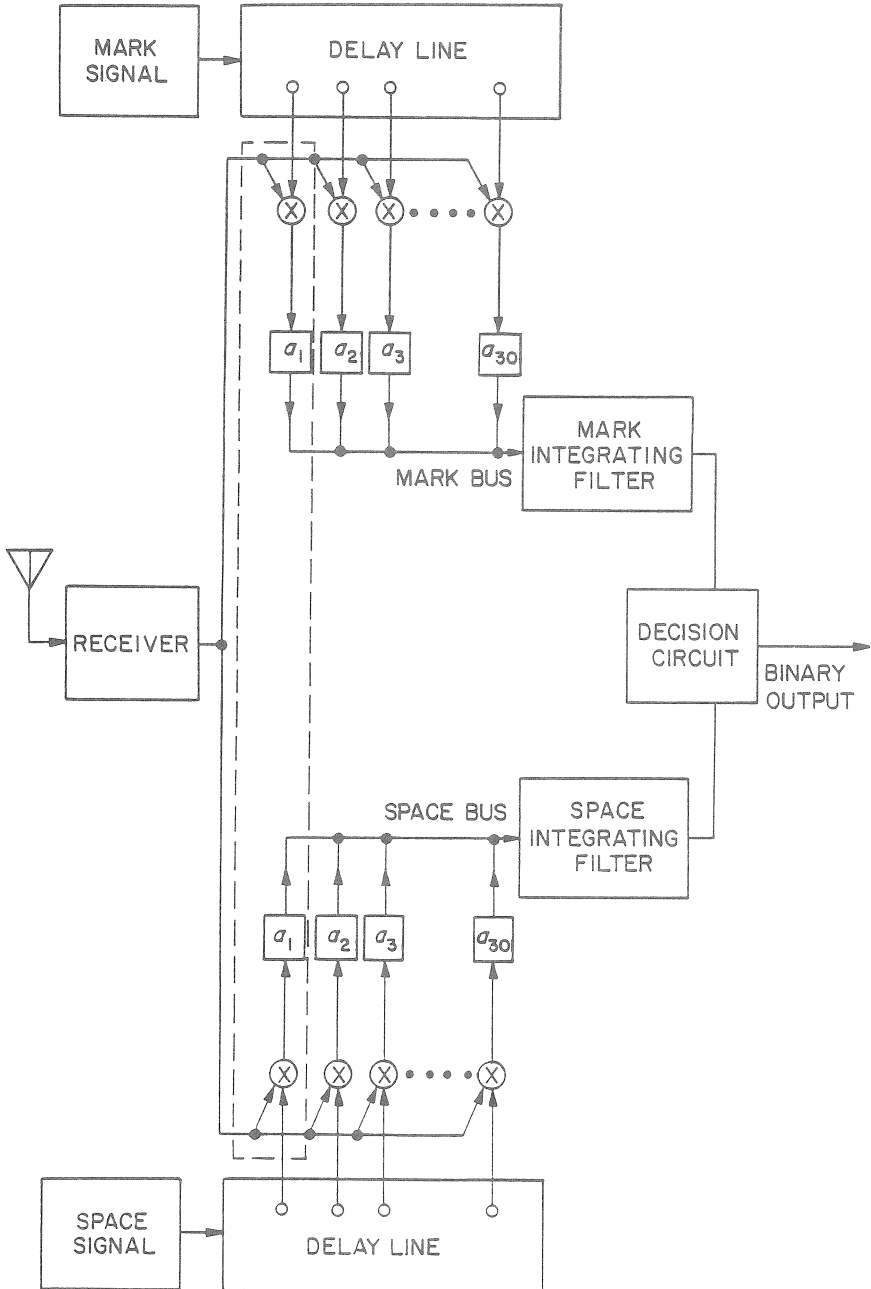 MARK
SIGNAL
DELAY LINE
X X X X
a1 a2 a3 a30
MARK
INTEGRATING
FILTER
MARK BUS
RECEIVER
DECISION
CIRCUIT
BINARY
OUTPUT
SPACE BUS
SPACE
INTEGRATING
FILTER
a1 a2 a3 a30
X X X X
SPACE
SIGNAL
DELAY LINE